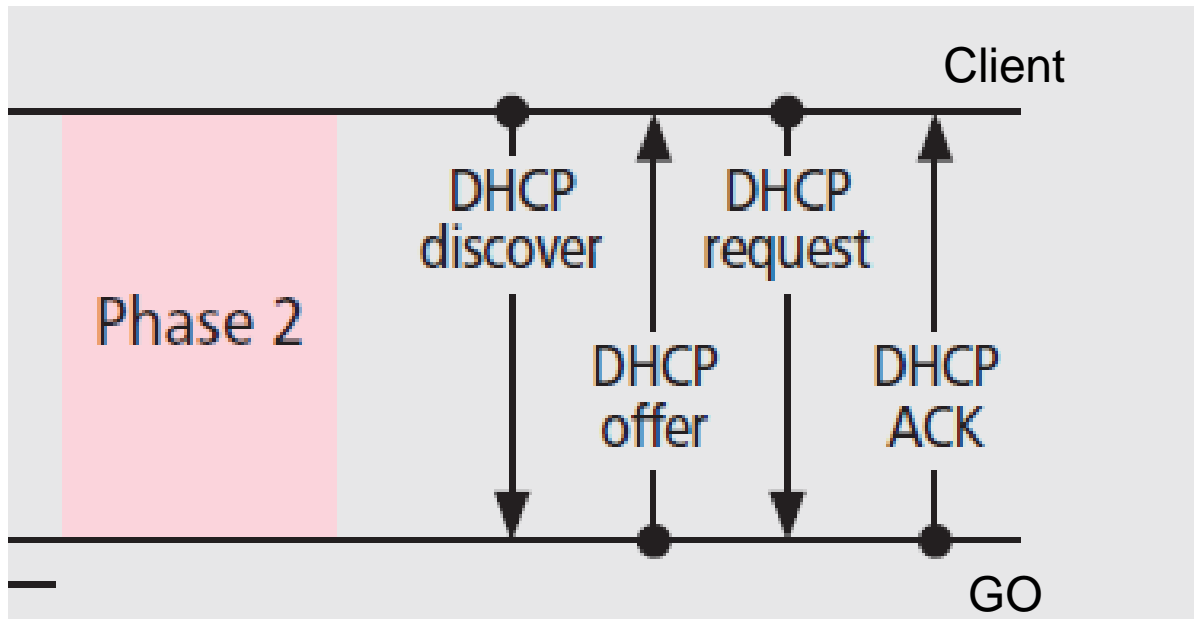 Client
Phase 2
DHCP
discover
DHCP
offer
DHCP
request
DHCP
ACK
GO